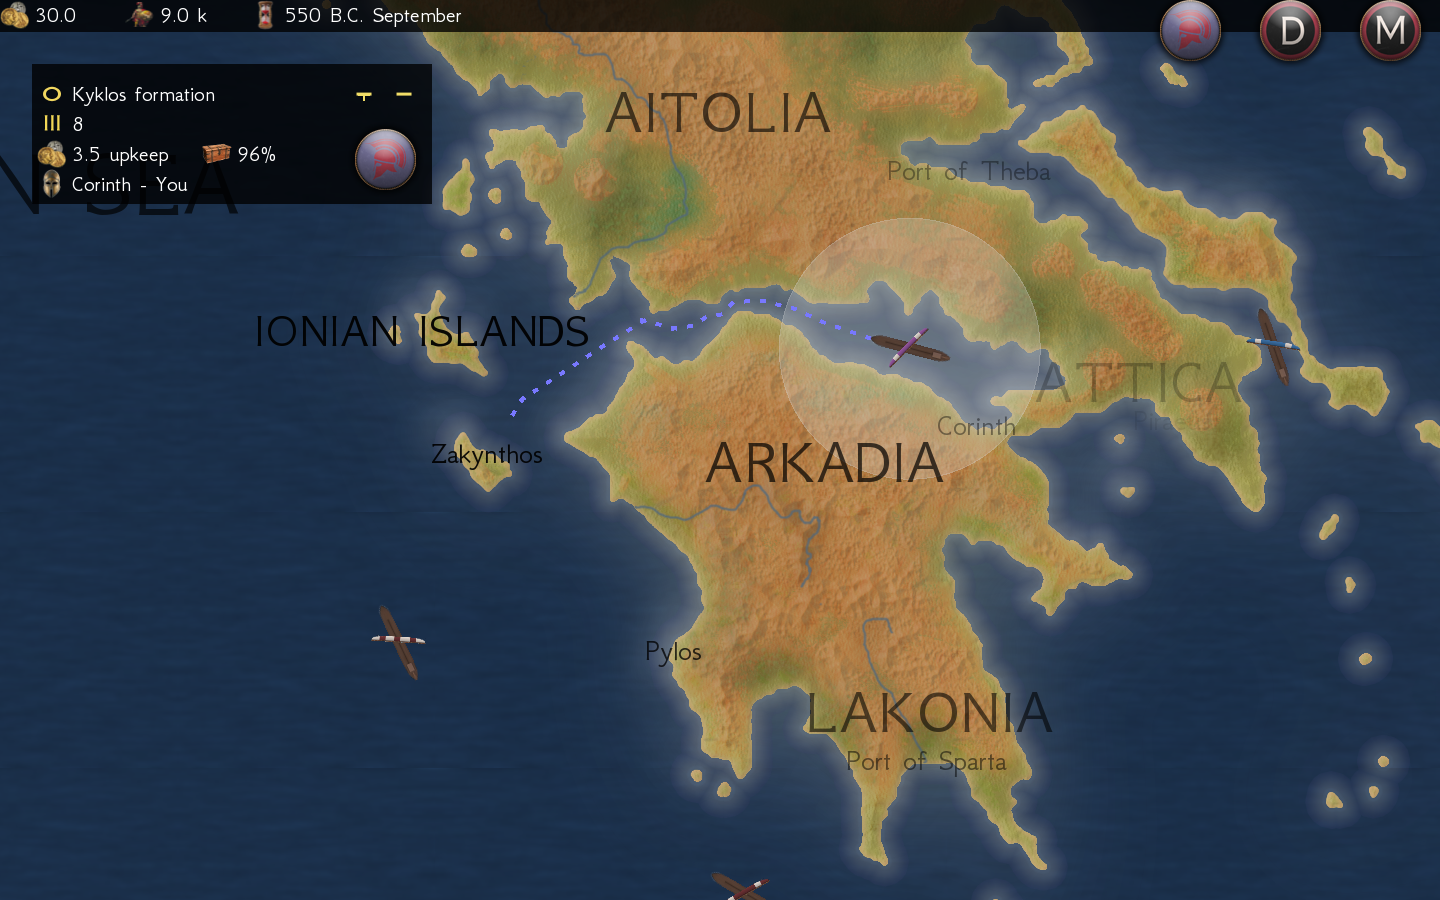 30.0
9.0 k
550 B.C. September
D
M
Kyklos formation
8
3.5 upkeep
96%
Corinth - You
N SEA
AITOLIA
Port of Theba
IONIAN ISLANDS
ATTICA
Piraeus
Corinth
Zakynthos
ARKADIA
Pylos
LAKONIA
Port of Sparta